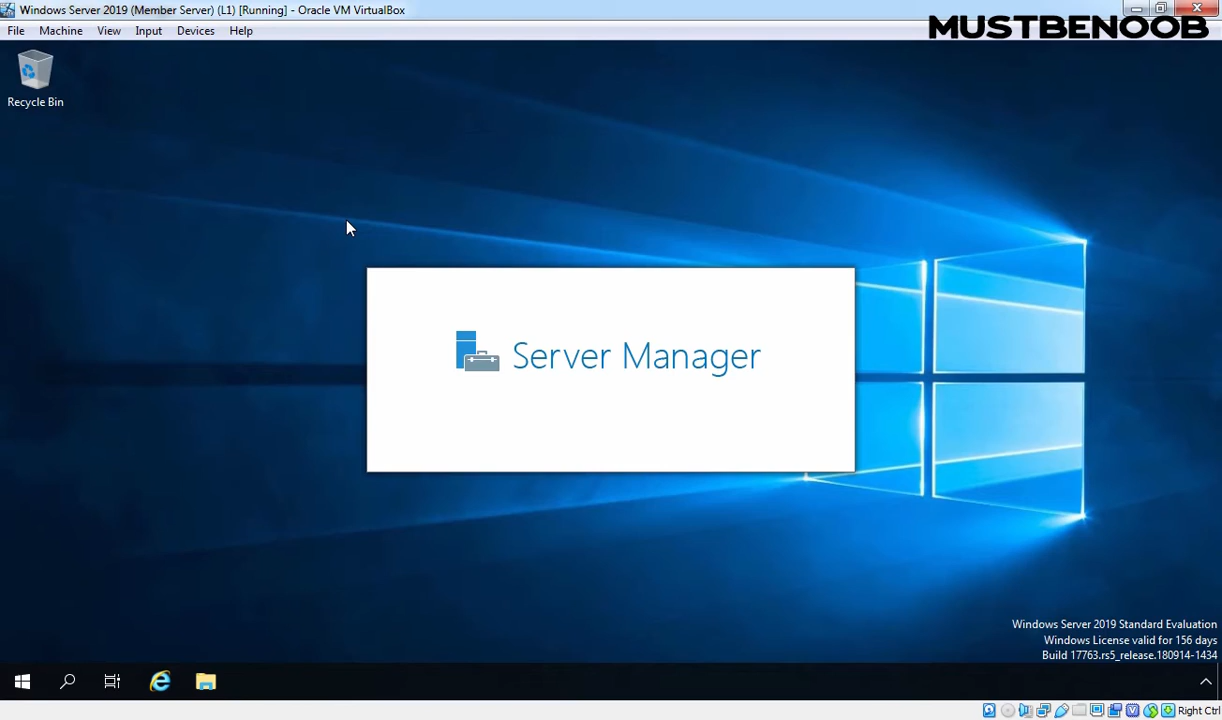 Windows Server 2019 (Member Server) (L1) [Running] - Oracle VM VirtualBox
File Machine View Input Devices Help
MUSTBENOOB
Recycle Bin
Server Manager
Windows Server 2019 Standard Evaluation
Windows License valid for 156 days
Build 17763.rs5_release.180914-1434
Right Ctrl